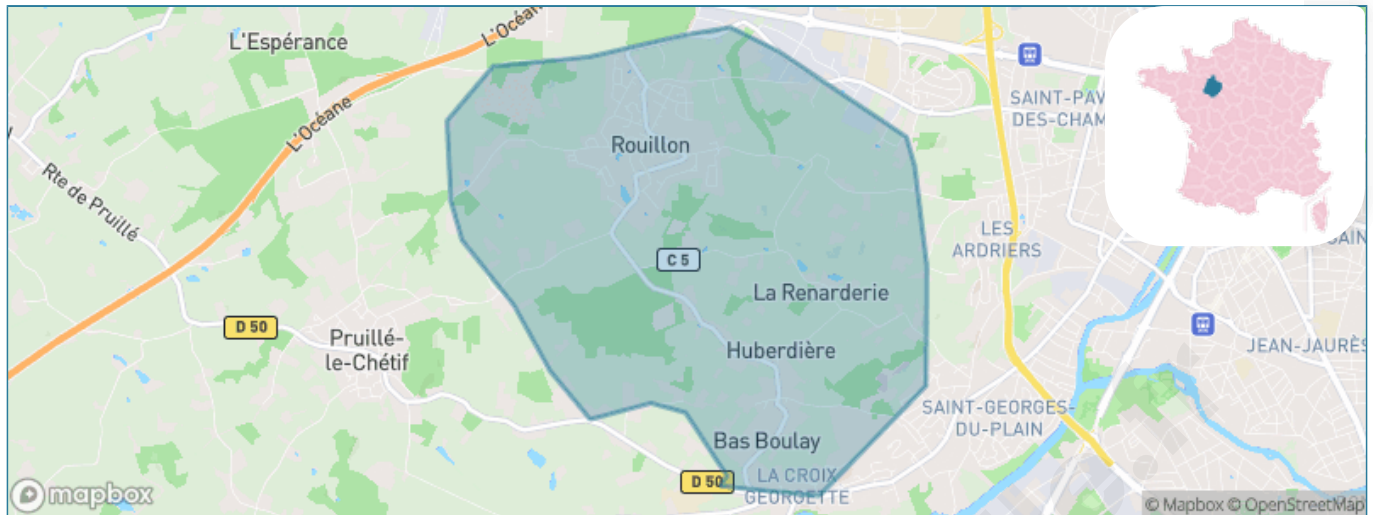 L'Espérance
L'Océane
L'Océane
Rte de Pruillé
D 50
Pruillé-
le-Chétif
Rouillon
C 5
La Renarderie
Huberdière
Bas Boulay
D 50
LA CROIX
GEORGETTE
SAINT-PAV
DES-CHAM
LES
ARDRIERS
SAINT-GEORGES-
DU-PLAIN
JEAN-JAURÈS
mapbox
© Mapbox © OpenStreetMap